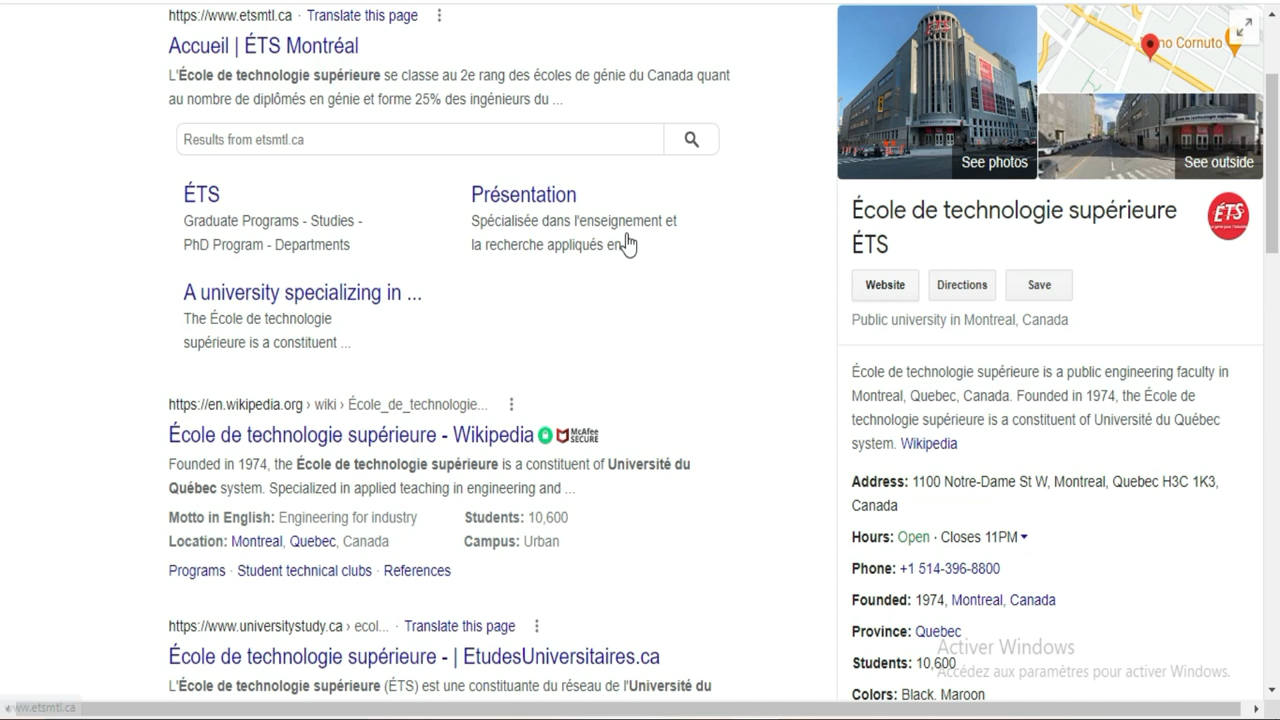 https://www.etsmtl.ca · Translate this page
Accueil | ÉTS Montréal
L'École de technologie supérieure se classe au 2e rang des écoles de génie du Canada quant
au nombre de diplômés en génie et forme 25% des ingénieurs du ...
Results from etsmtl.ca
ÉTS
Graduate Programs - Studies -
PhD Program - Departments
Présentation
Spécialisée dans l'enseignement et
la recherche appliqués en
A university specializing in ...
The École de technologie
supérieure is a constituent ...
https://en.wikipedia.org › wiki › École_de_technologie...
École de technologie supérieure - Wikipedia McAfee SECURE
Founded in 1974, the École de technologie supérieure is a constituent of Université du
Québec system. Specialized in applied teaching in engineering and ...
Motto in English: Engineering for industry Students: 10,600
Location: Montreal, Quebec, Canada Campus: Urban
Programs · Student technical clubs · References
https://www.universitystudy.ca › ecol... · Translate this page
École de technologie supérieure - | EtudesUniversitaires.ca
L'École de technologie supérieure (ÉTS) est une constituante du réseau de l'Université du
www.etsmtl.ca
See photos
no Cornuto
See outside
École de technologie supérieure
ÉTS
ÉTS
Website Directions Save
Public university in Montreal, Canada
École de technologie supérieure is a public engineering faculty in
Montreal, Quebec, Canada. Founded in 1974, the École de
technologie supérieure is a constituent of Université du Québec
system. Wikipedia
Address: 1100 Notre-Dame St W, Montreal, Quebec H3C 1K3,
Canada
Hours: Open · Closes 11PM
Phone: +1 514-396-8800
Founded: 1974, Montreal, Canada
Province: Quebec
Activer Windows
Students: 10,600
Accédez aux paramètres pour activer Windows.
Colors: Black, Maroon